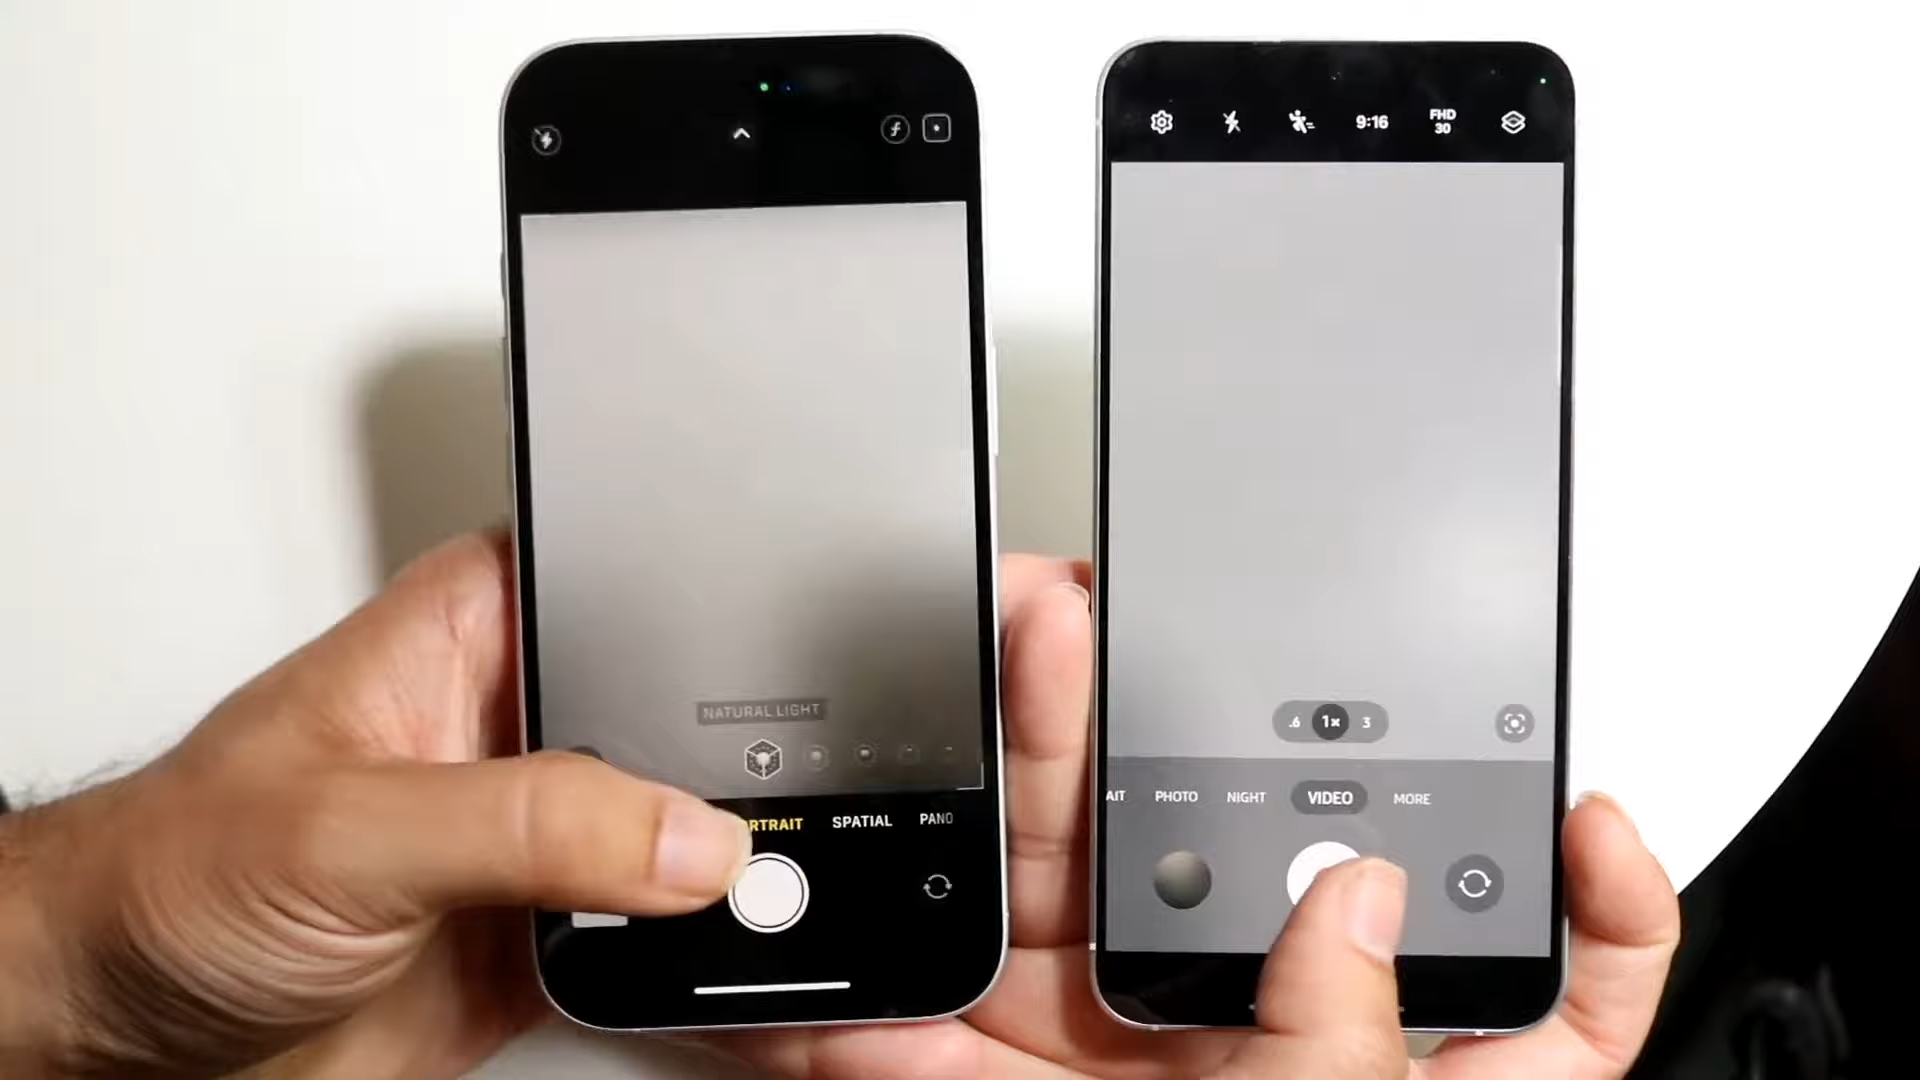 NATURAL LIGHT
RTRAIT
SPATIAL
PANO
9:16
FHD
30
.6
1x
3
AIT
PHOTO
NIGHT
VIDEO
MORE